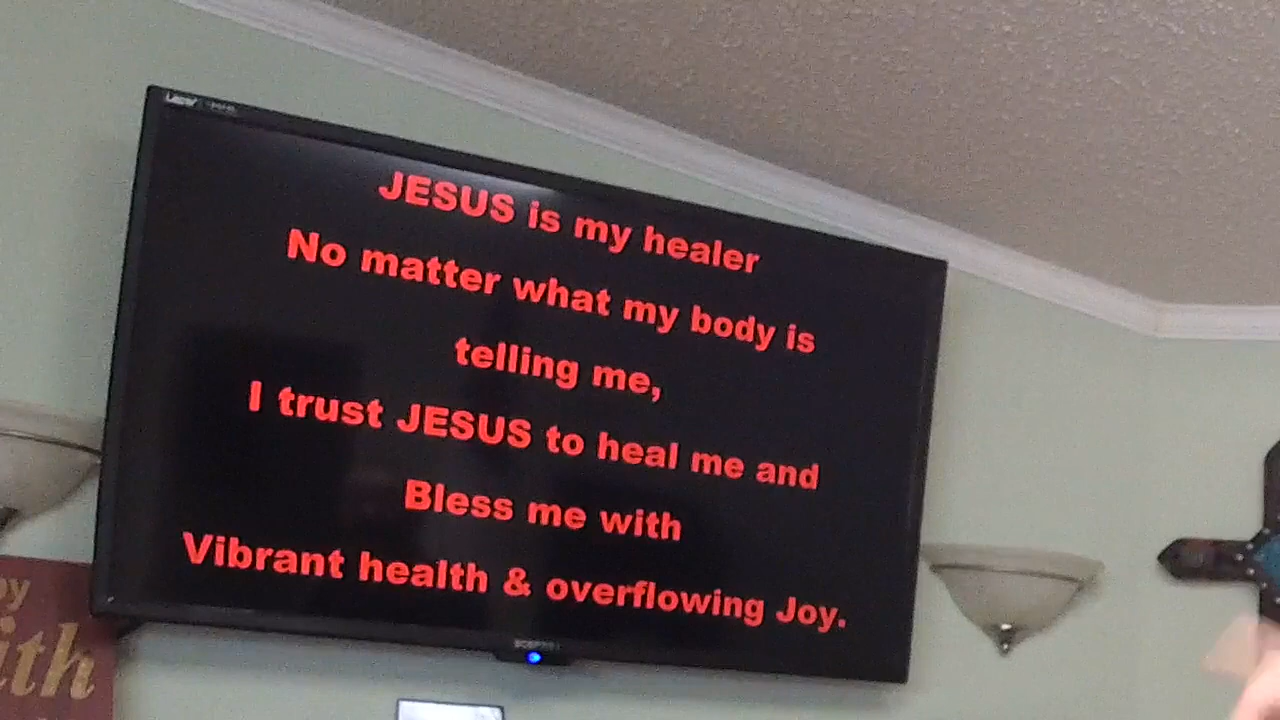 JESUS is my healer
No matter what my body is
telling me,
I trust JESUS to heal me and
Bless me with
Vibrant health & overflowing Joy.